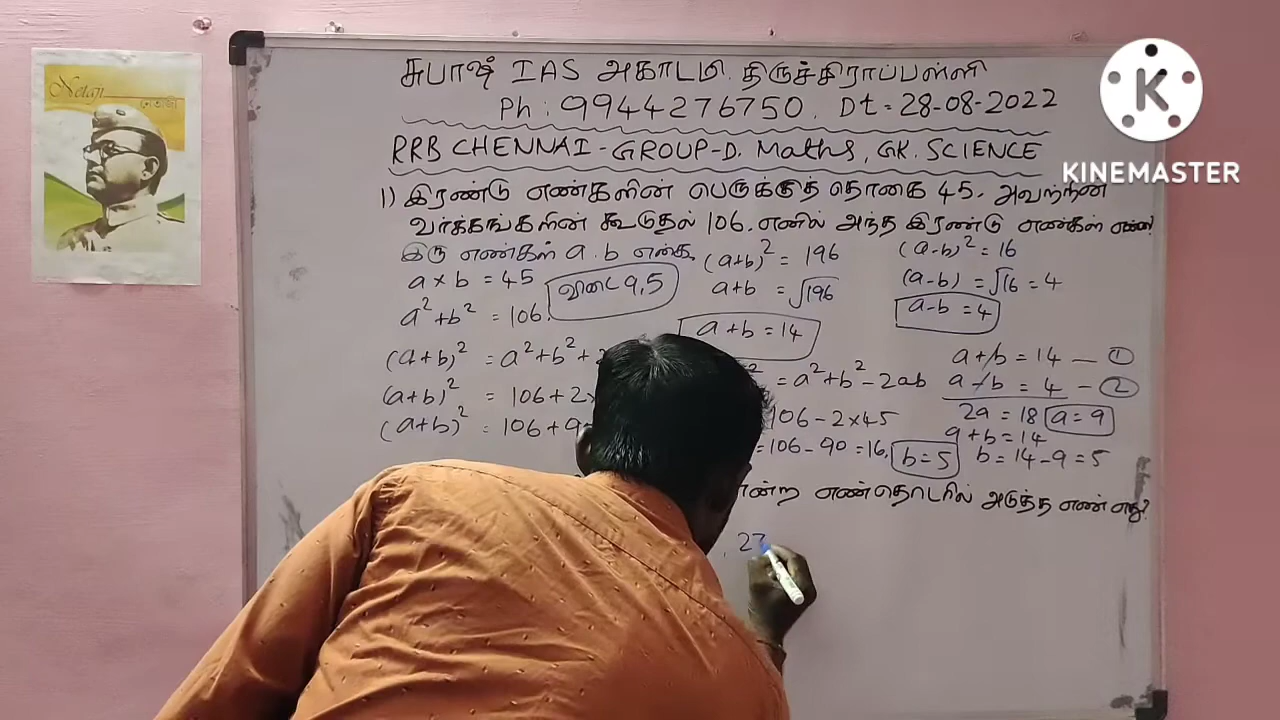 Netaji
சுபாஷ் IAS அகாடமி. திருச்சிராப்பள்ளி
Ph: 9944276750. Dt = 28-08-2022
RRB CHENNAI - GROUP-D. Maths, GK. SCIENCE
1) இரண்டு எண்களின் பெருக்குத் தொகை 45. அவற்றின்
வர்க்கங்களின் கூடுதல் 106. எனில் அந்த இரண்டு எண்கள் என்ன?
இரு எண்கள் a. b என்க.
a × b = 45
a² + b² = 106.
(a+b)² = a² + b² +
(a+b)² = 106 + 2×
(a+b)² = 106 + 9
விடை 9,5
(a+b)² = 196
a+b = √196
a + b = 14
= a² + b² - 2ab
106 - 2×45
= 106 - 90 = 16.
(a-b)² = 16
(a-b) = √16 = 4
a-b = 4
a + b = 14 — ①
a - b = 4 — ②
2a = 18 a = 9
a + b = 14
b = 5 b = 14 - 9 = 5
எண்தொடரில் அடுத்த எண் எது?
, 27
K
KINEMASTER